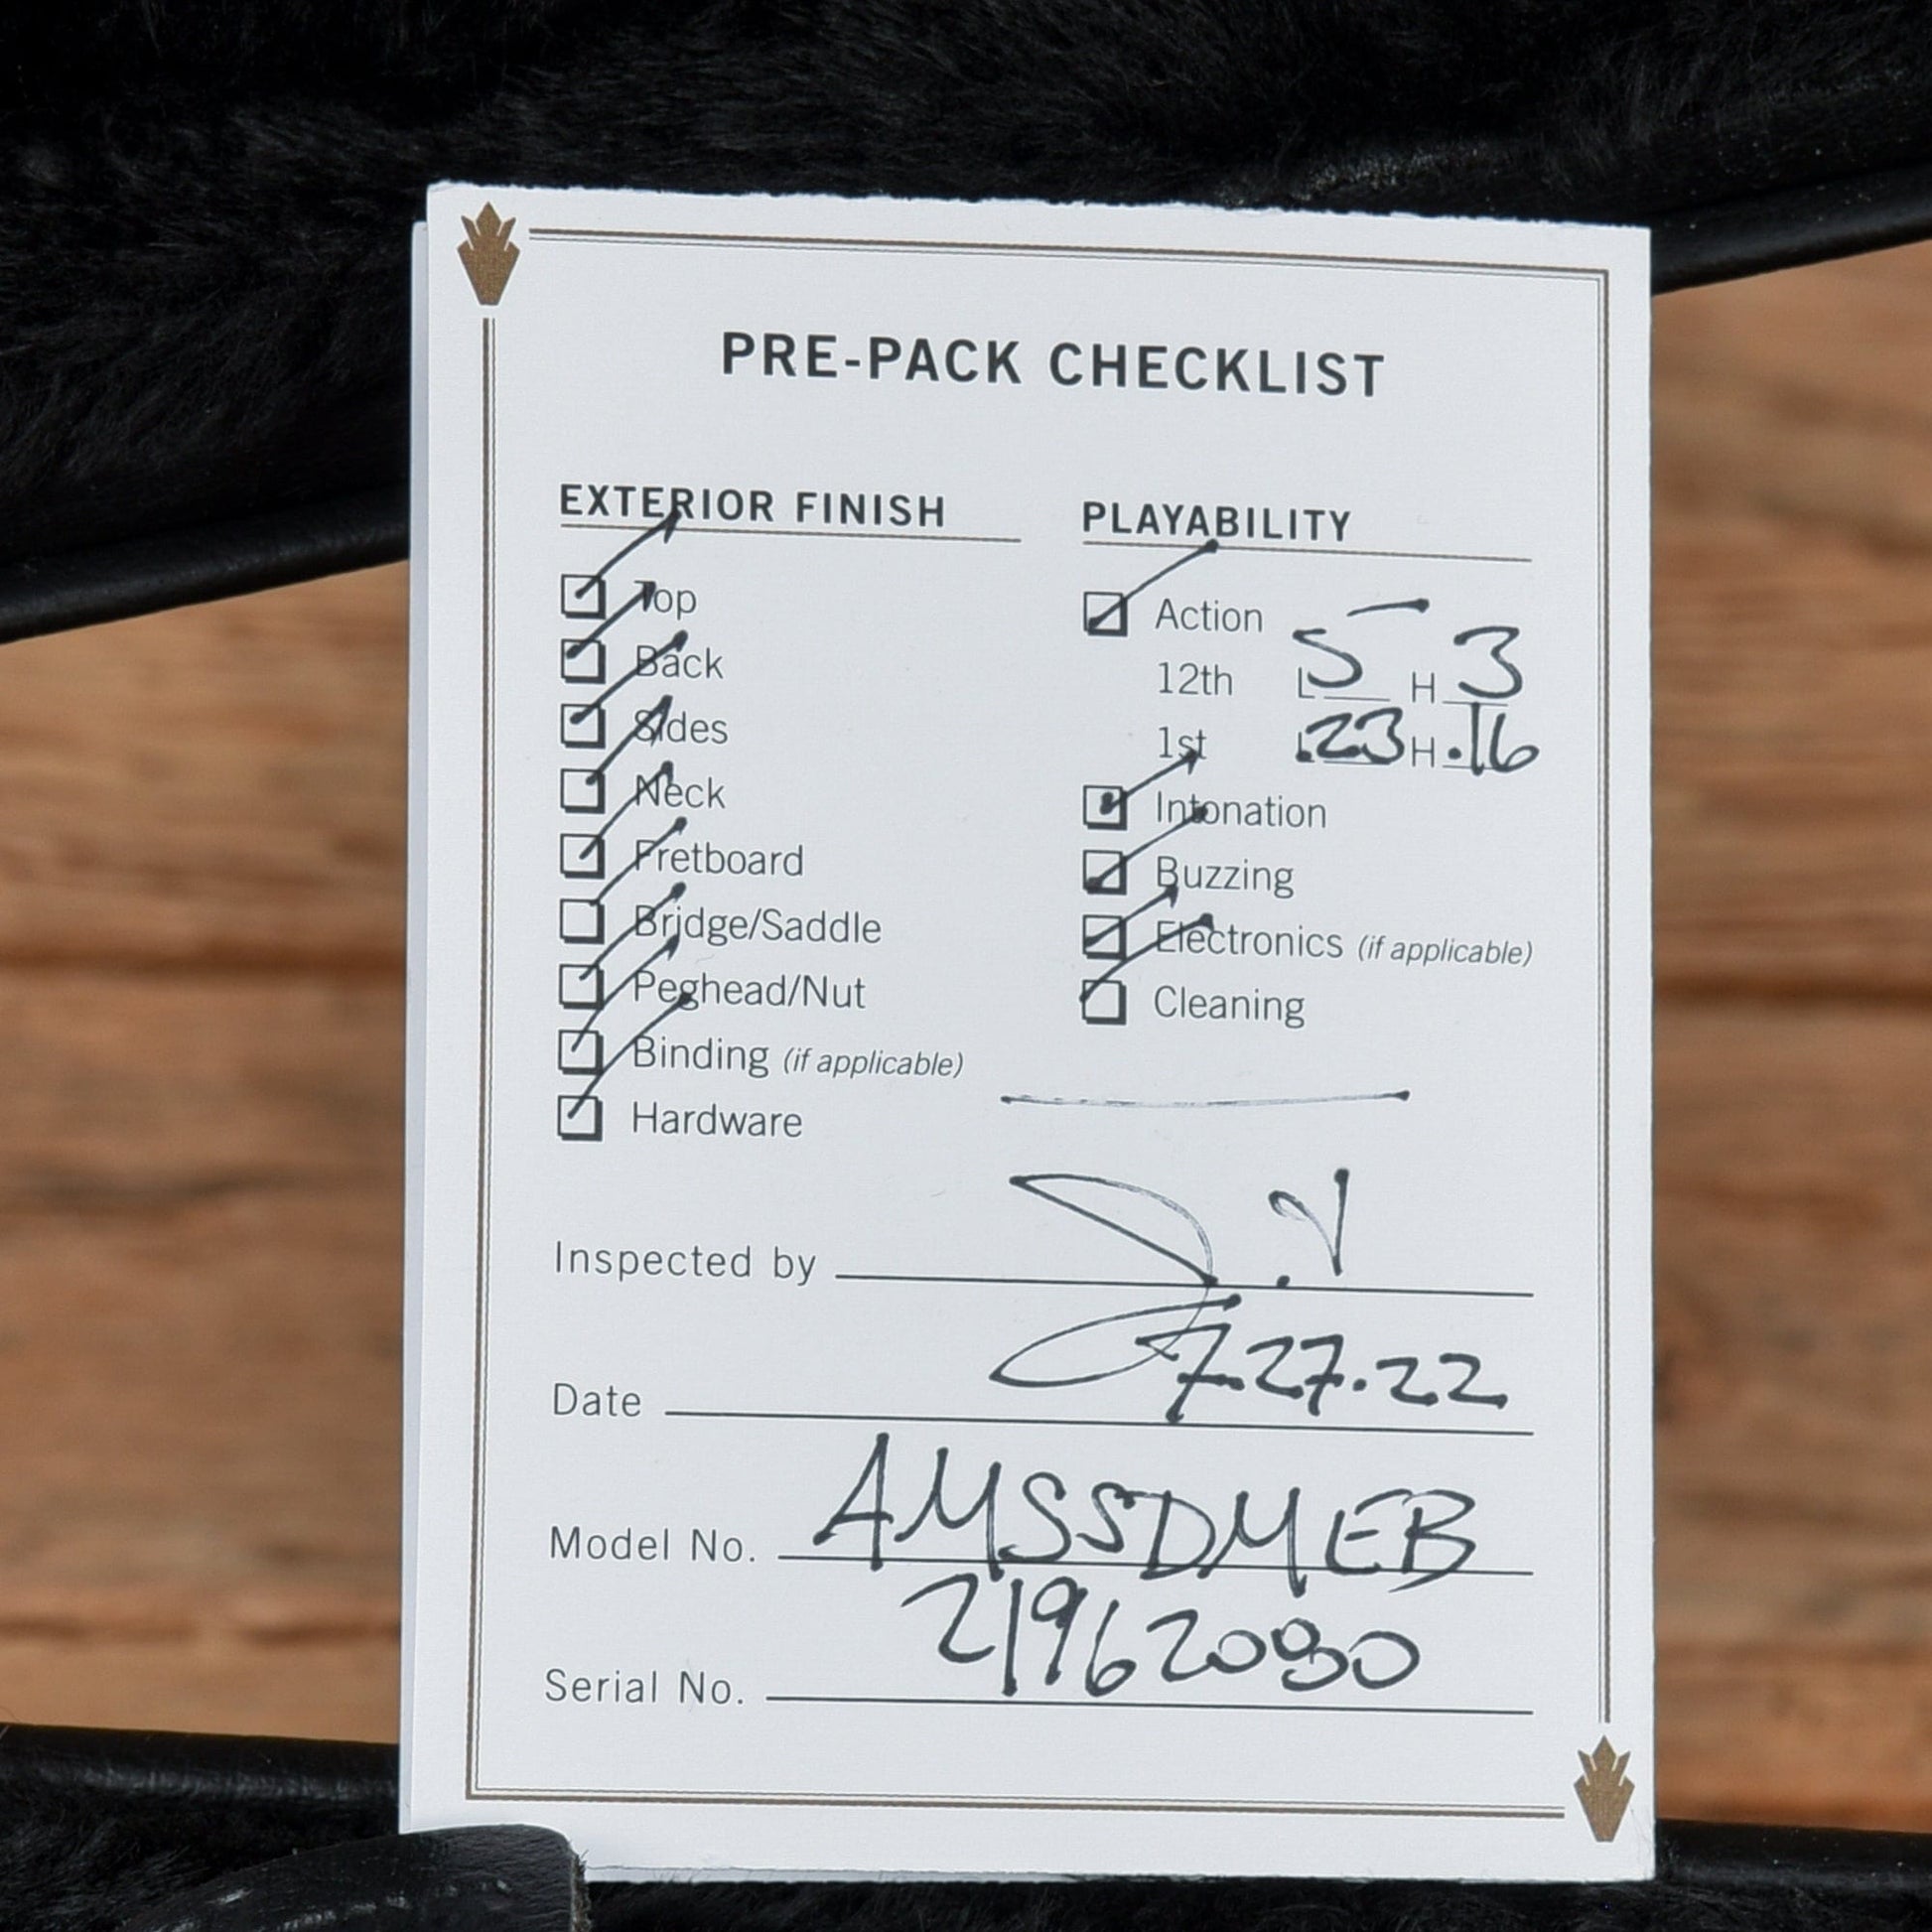 PRE-PACK CHECKLIST
EXTERIOR FINISH
Top
Back
Sides
Neck
Fretboard
Bridge/Saddle
Peghead/Nut
Binding (if applicable)
Hardware
PLAYABILITY
Action
12th L 5 H 3
1st L .23 H .16
Intonation
Buzzing
Electronics (if applicable)
Cleaning
Inspected by
Date 7.27.22
Model No. AMSSDMEB
Serial No. 21962080